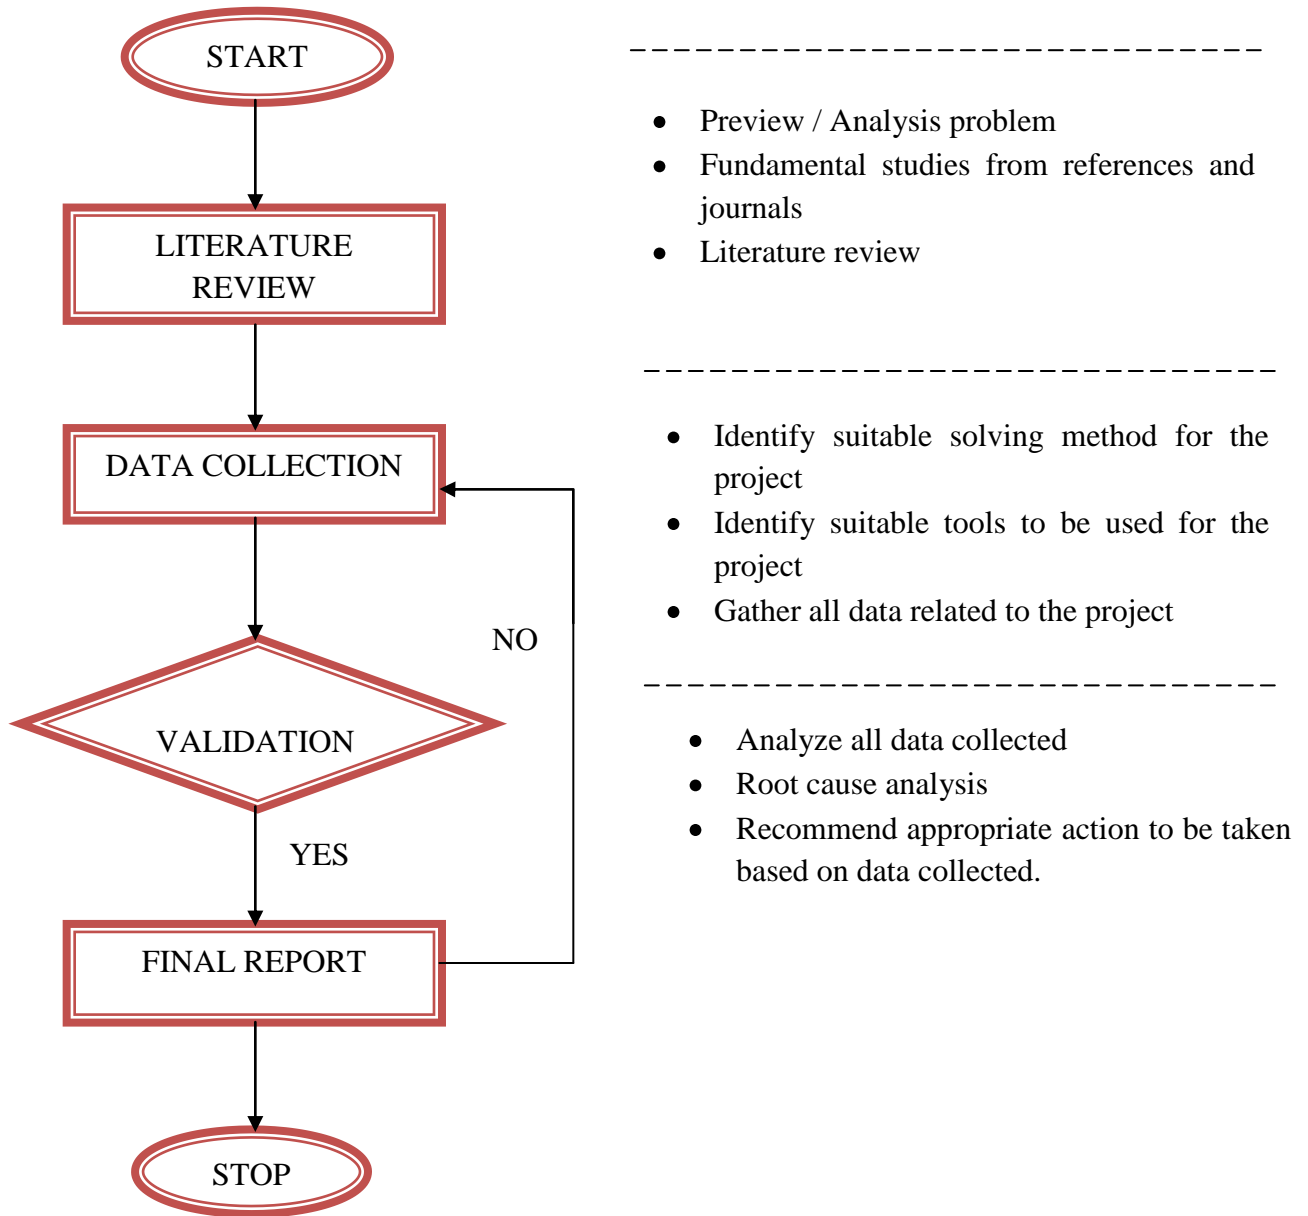 START
LITERATURE
REVIEW
DATA COLLECTION
NO
VALIDATION
YES
FINAL REPORT
STOP
• Preview / Analysis problem
• Fundamental studies from references and
journals
• Literature review
• Identify suitable solving method for the
project
• Identify suitable tools to be used for the
project
• Gather all data related to the project
• Analyze all data collected
• Root cause analysis
• Recommend appropriate action to be taken
based on data collected.